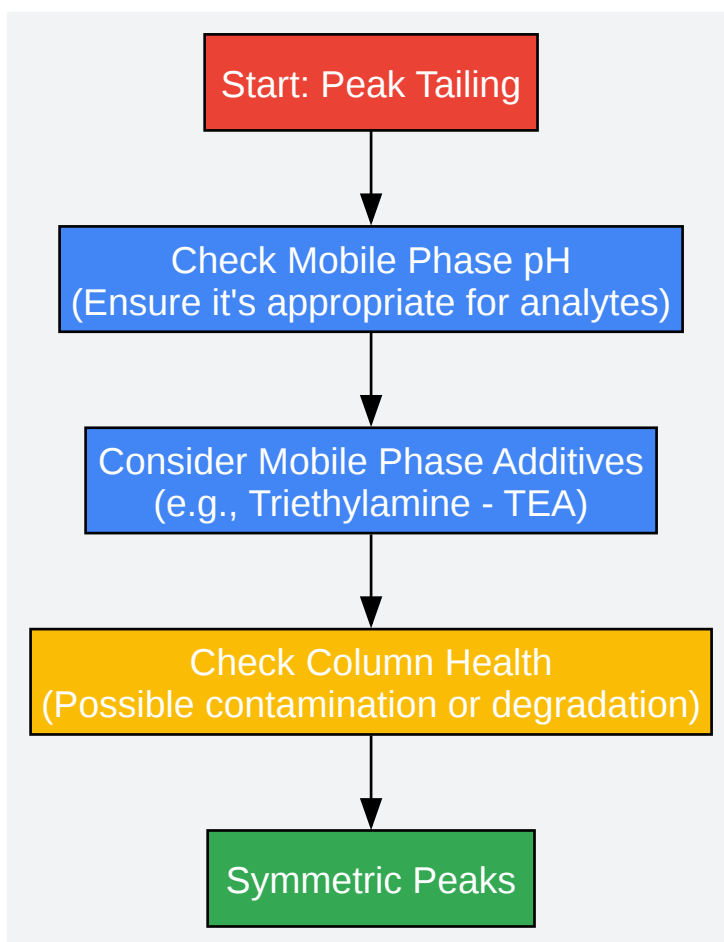 Start: Peak Tailing
Check Mobile Phase pH
(Ensure it's appropriate for analytes)
Consider Mobile Phase Additives
(e.g., Triethylamine - TEA)
Check Column Health
(Possible contamination or degradation)
Symmetric Peaks